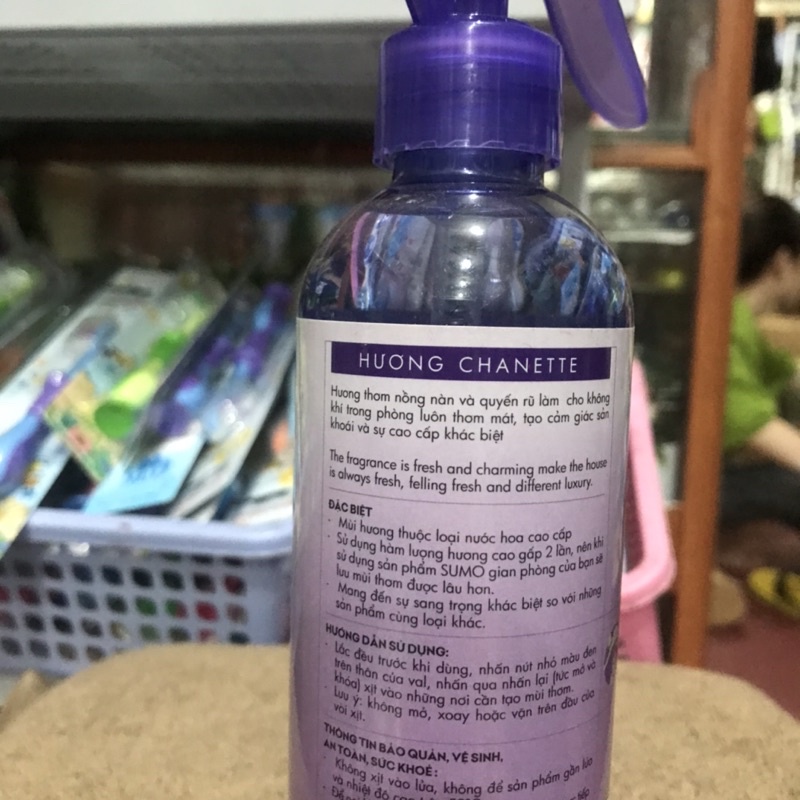 HƯƠNG CHANETTE
Hương thơm nồng nàn và quyến rũ làm cho không
khí trong phòng luôn thơm mát, tạo cảm giác sản
khoái và sự cao cấp khác biệt
The fragrance is fresh and charming make the house
is always fresh, felling fresh and different luxury.
ĐẶC BIỆT
- Mùi hương thuộc loại nước hoa cao cấp
- Sử dụng hàm lượng hương cao gấp 2 lần, nên khi
sử dụng sản phẩm SUMO gian phòng của bạn sẽ
lưu mùi thơm được lâu hơn.
- Mang đến sự sang trọng khác biệt so với những
sản phẩm cùng loại khác.
HƯỚNG DẪN SỬ DỤNG:
- Lắc đều trước khi dùng, nhấn nút nhỏ màu đen
trên thân của val, nhấn qua nhấn lại (tức mở và
khóa) xịt vào những nơi cần tạo mùi thơm.
- Lưu ý: không mở, xoay hoặc vặn trên đầu của
vòi xịt.
THÔNG TIN BẢO QUẢN, VỆ SINH,
AN TOÀN, SỨC KHOẺ:
- Không xịt vào lửa, không để sản phẩm gần lửa
và nhiệt độ cao